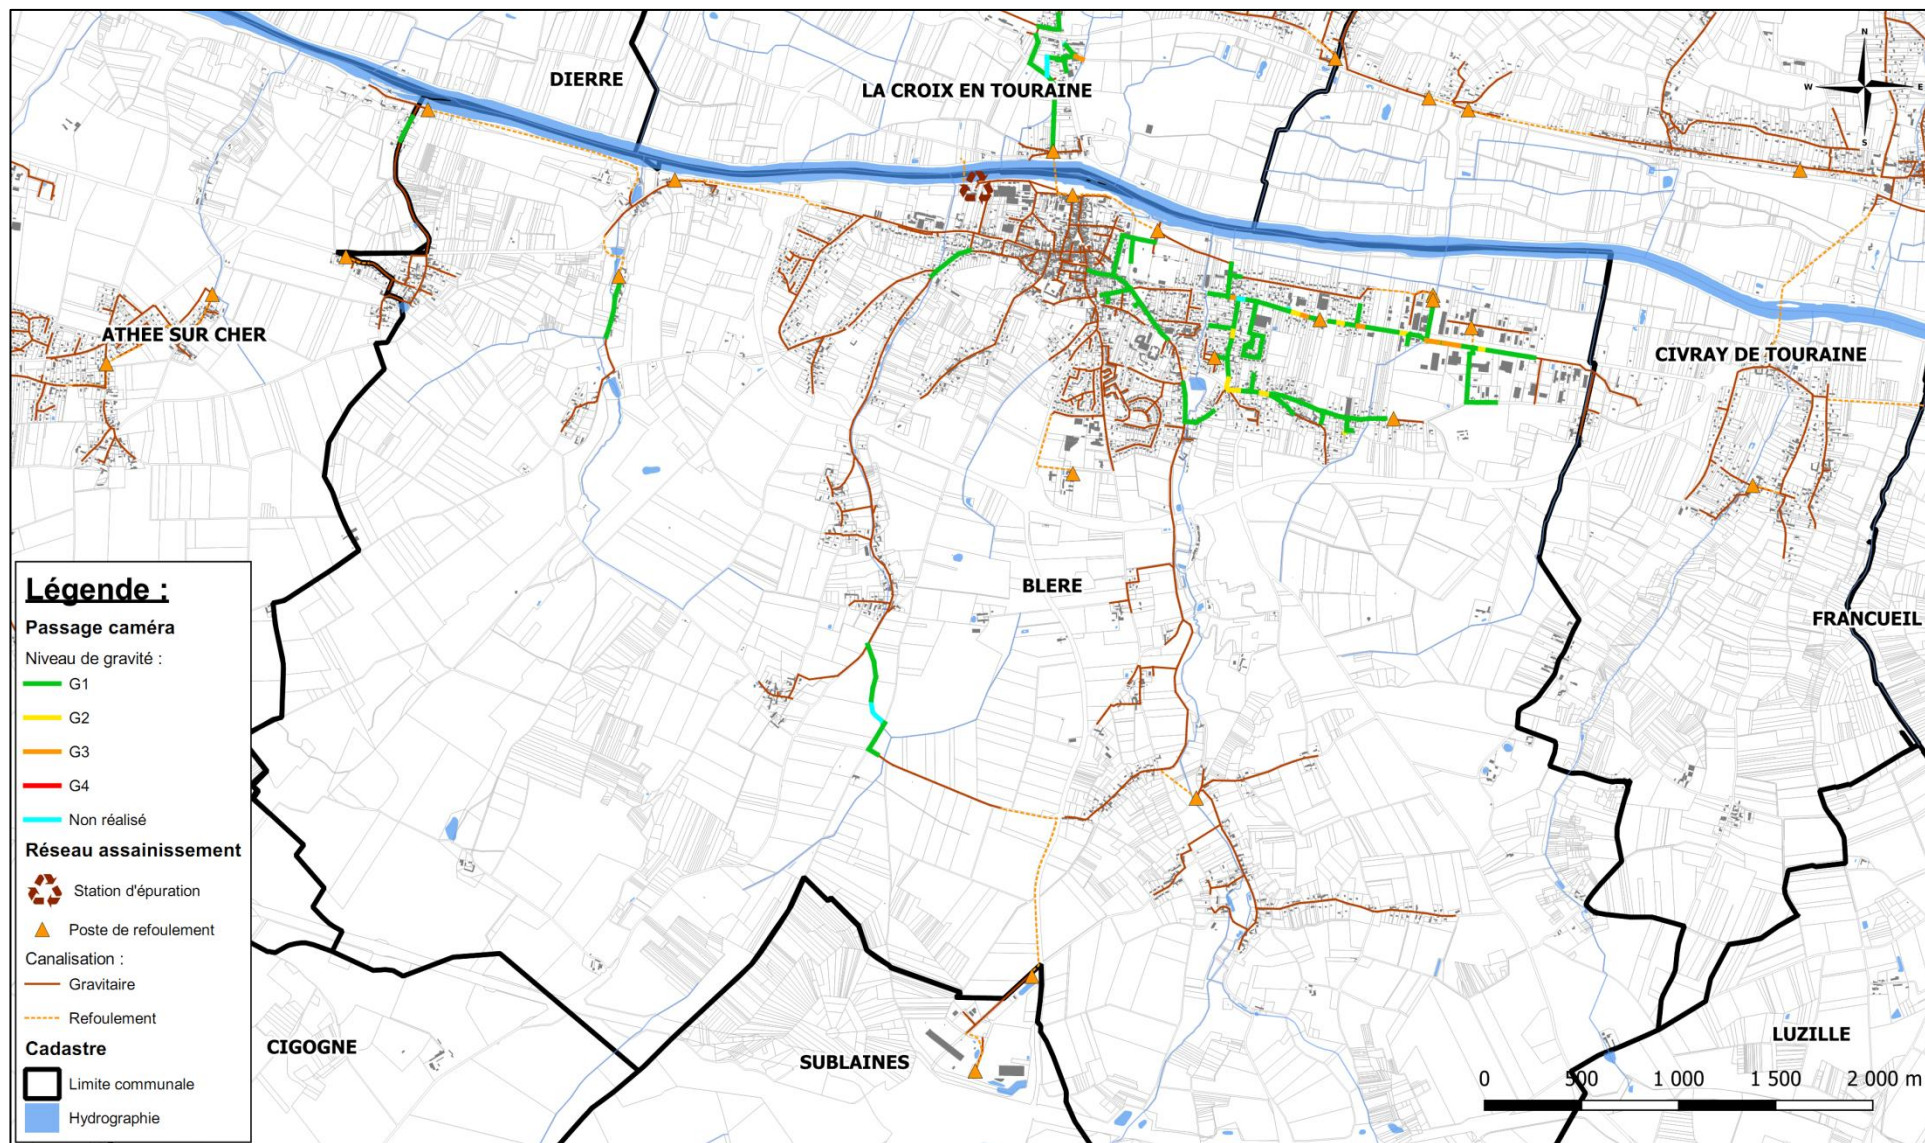 DIERRE
LA CROIX EN TOURAINE
N
W E
S
ATHEE SUR CHER
CIVRAY DE TOURAINE
BLERE
FRANCUEIL
CIGOGNE
SUBLAINES
LUZILLE
Légende :
Passage caméra
Niveau de gravité :
G1
G2
G3
G4
Non réalisé
Réseau assainissement
Station d'épuration
Poste de refoulement
Canalisation :
Gravitaire
Refoulement
Cadastre
Limite communale
Hydrographie
0 500 1 000 1 500 2 000 m